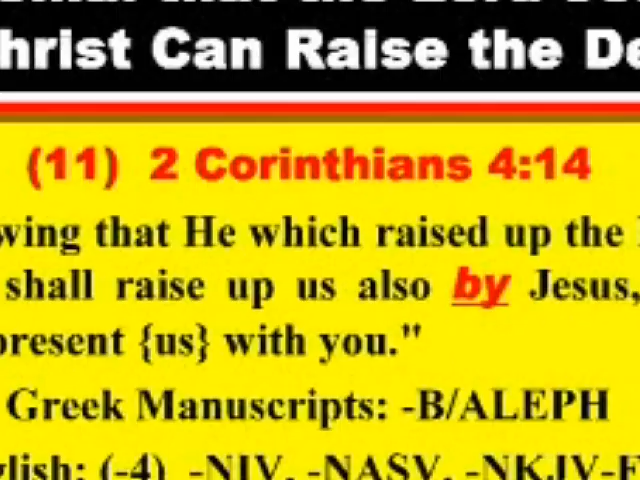 hrist Can Raise the De
(11) 2 Corinthians 4:14
wing that He which raised up the
shall raise up us also by Jesus,
present {us} with you."
Greek Manuscripts: -B/ALEPH
glish: (-4) -NIV, -NASV, -NKJV-F